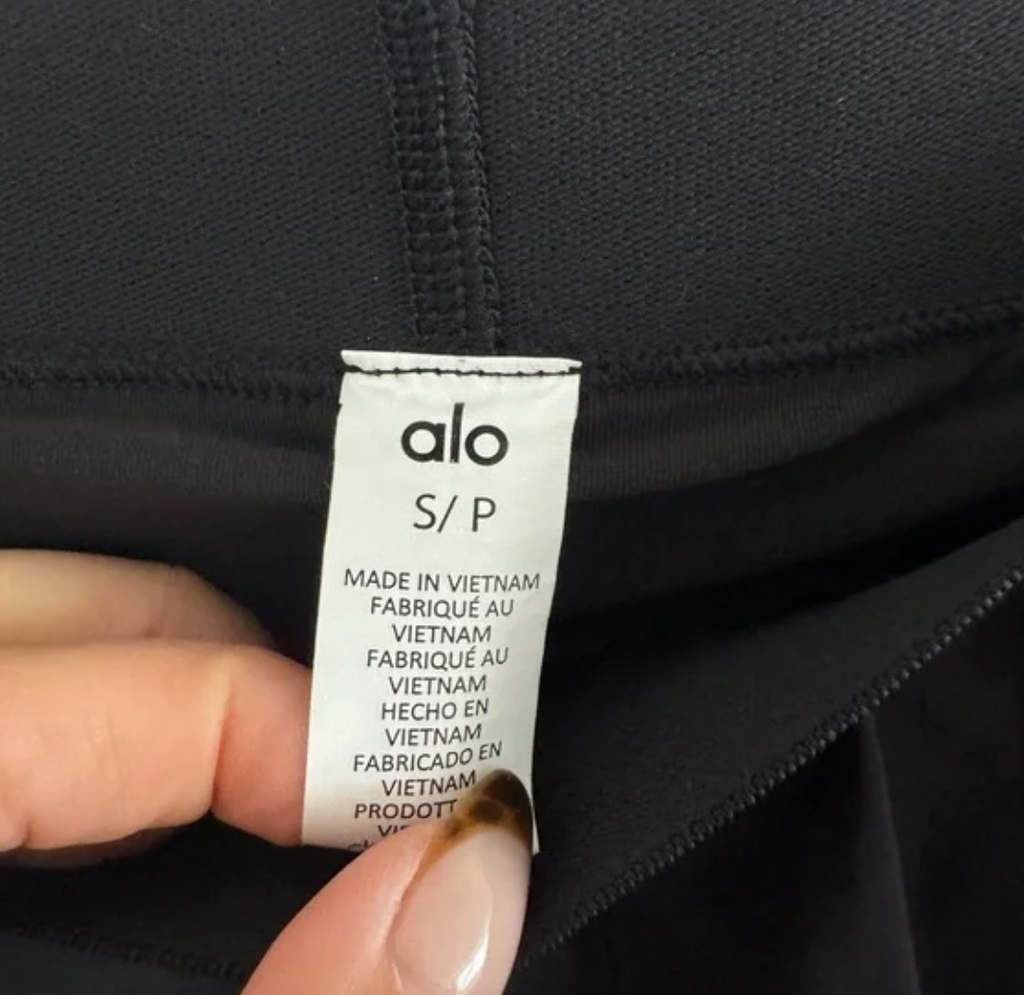 alo
S/ P
MADE IN VIETNAM
FABRIQUÉ AU
VIETNAM
FABRIQUÉ AU
VIETNAM
HECHO EN
VIETNAM
FABRICADO EN
VIETNAM